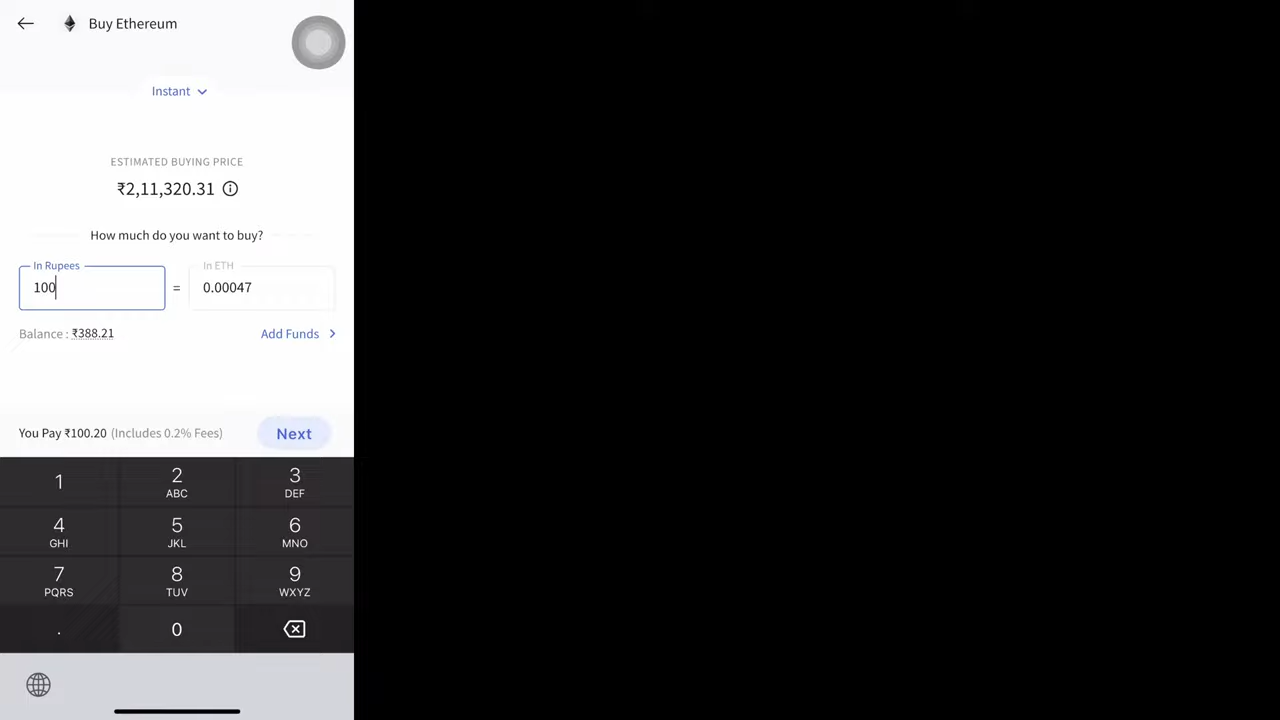 Buy Ethereum
Instant
ESTIMATED BUYING PRICE
₹2,11,320.31
How much do you want to buy?
In Rupees In ETH
100 = 0.00047
Balance : ₹388.21 Add Funds
You Pay ₹100.20 (Includes 0.2% Fees) Next
1 2 3
ABC DEF
4 5 6
GHI JKL MNO
7 8 9
PQRS TUV WXYZ
. 0